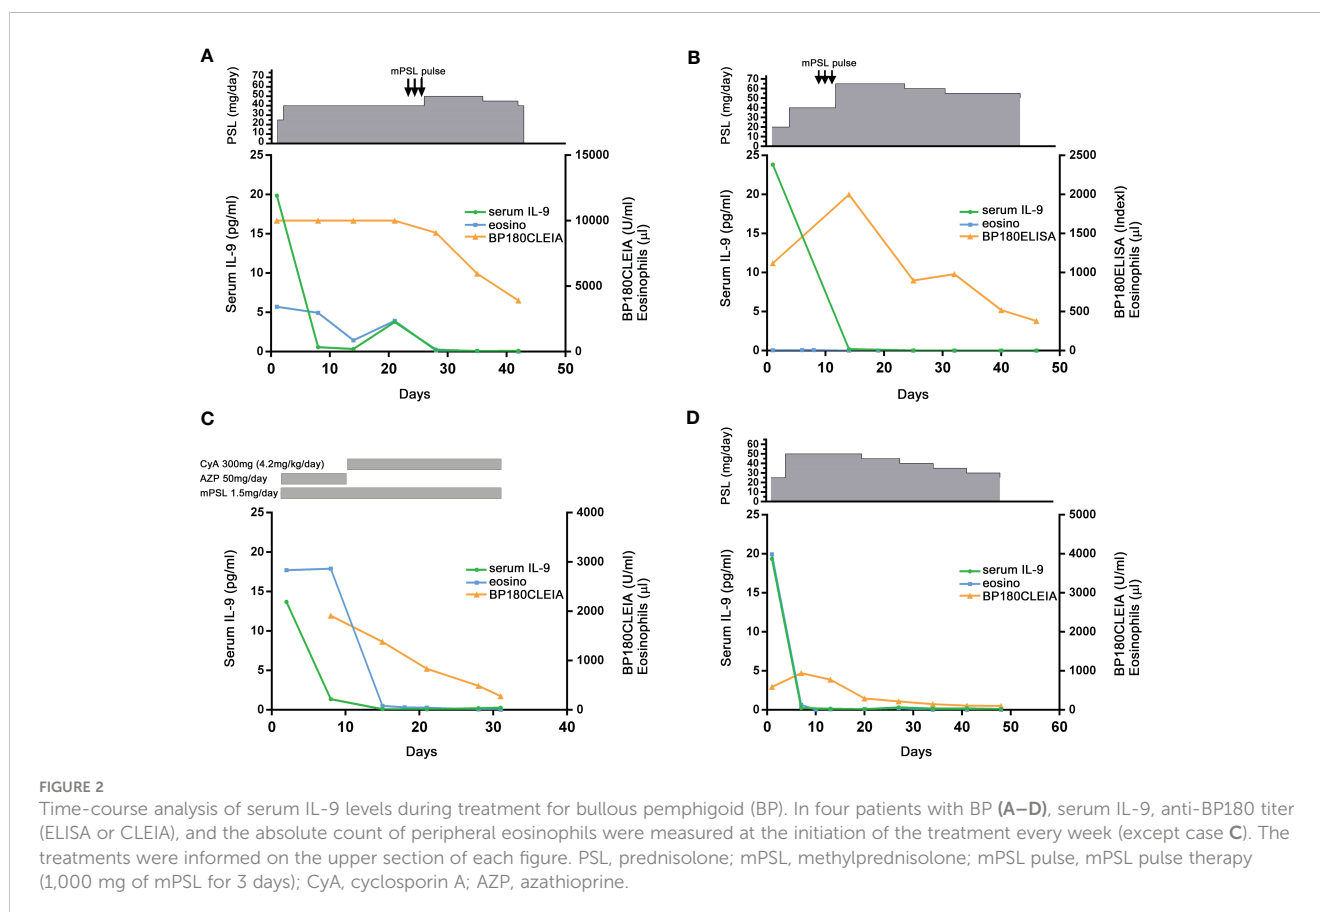 A
mPSL pulse
PSL (mg/day)
70
60
50
40
30
20
10
0
25
20
15
10
5
0
Serum IL-9 (pg/ml)
15000
10000
5000
0
BP180CLEIA (U/ml)
Eosinophils (μl)
serum IL-9
eosino
BP180CLEIA
0 10 20 30 40 50
Days
B
mPSL pulse
PSL (mg/day)
70
60
50
40
30
20
10
0
25
20
15
10
5
0
Serum IL-9 (pg/ml)
2500
2000
1500
1000
500
0
BP180ELISA (Indexl)
Eosinophils (μl)
serum IL-9
eosino
BP180ELISA
0 10 20 30 40 50
Days
C
CyA 300mg (4.2mg/kg/day)
AZP 50mg/day
mPSL 1.5mg/day
25
20
15
10
5
0
Serum IL-9 (pg/ml)
4000
3000
2000
1000
0
BP180CLEIA (U/ml)
Eosinophils (μl)
serum IL-9
eosino
BP180CLEIA
0 10 20 30 40
Days
D
PSL (mg/day)
60
50
40
30
20
10
0
25
20
15
10
5
0
Serum IL-9 (pg/ml)
5000
4000
3000
2000
1000
0
BP180CLEIA (U/ml)
Eosinophils (μl)
serum IL-9
eosino
BP180CLEIA
0 10 20 30 40 50 60
Days
FIGURE 2
Time-course analysis of serum IL-9 levels during treatment for bullous pemphigoid (BP). In four patients with BP (A–D), serum IL-9, anti-BP180 titer
(ELISA or CLEIA), and the absolute count of peripheral eosinophils were measured at the initiation of the treatment every week (except case C). The
treatments were informed on the upper section of each figure. PSL, prednisolone; mPSL, methylprednisolone; mPSL pulse, mPSL pulse therapy
(1,000 mg of mPSL for 3 days); CyA, cyclosporin A; AZP, azathioprine.